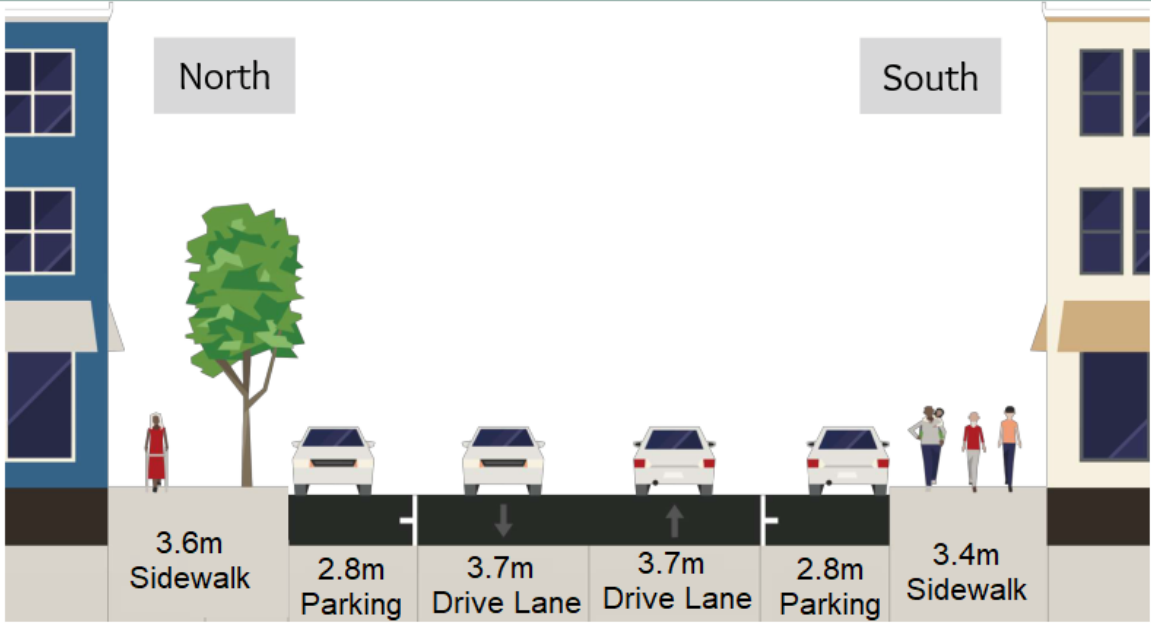 North
South
3.6m
Sidewalk
2.8m
Parking
3.7m
Drive Lane
3.7m
Drive Lane
2.8m
Parking
3.4m
Sidewalk